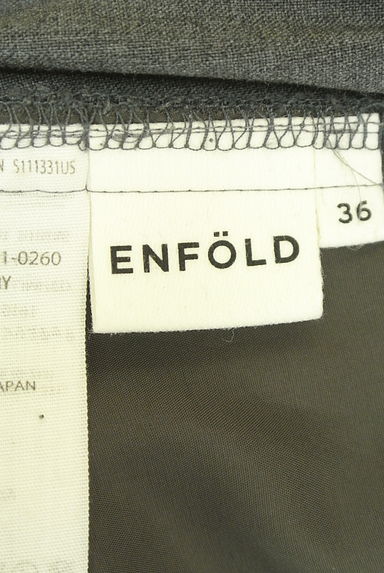 N S111331US
36
ENFÖLD
1-0260
Y
APAN